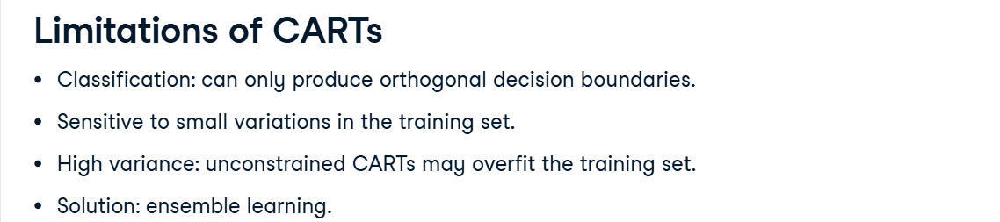 Limitations of CARTs
• Classification: can only produce orthogonal decision boundaries.
• Sensitive to small variations in the training set.
• High variance: unconstrained CARTs may overfit the training set.
• Solution: ensemble learning.